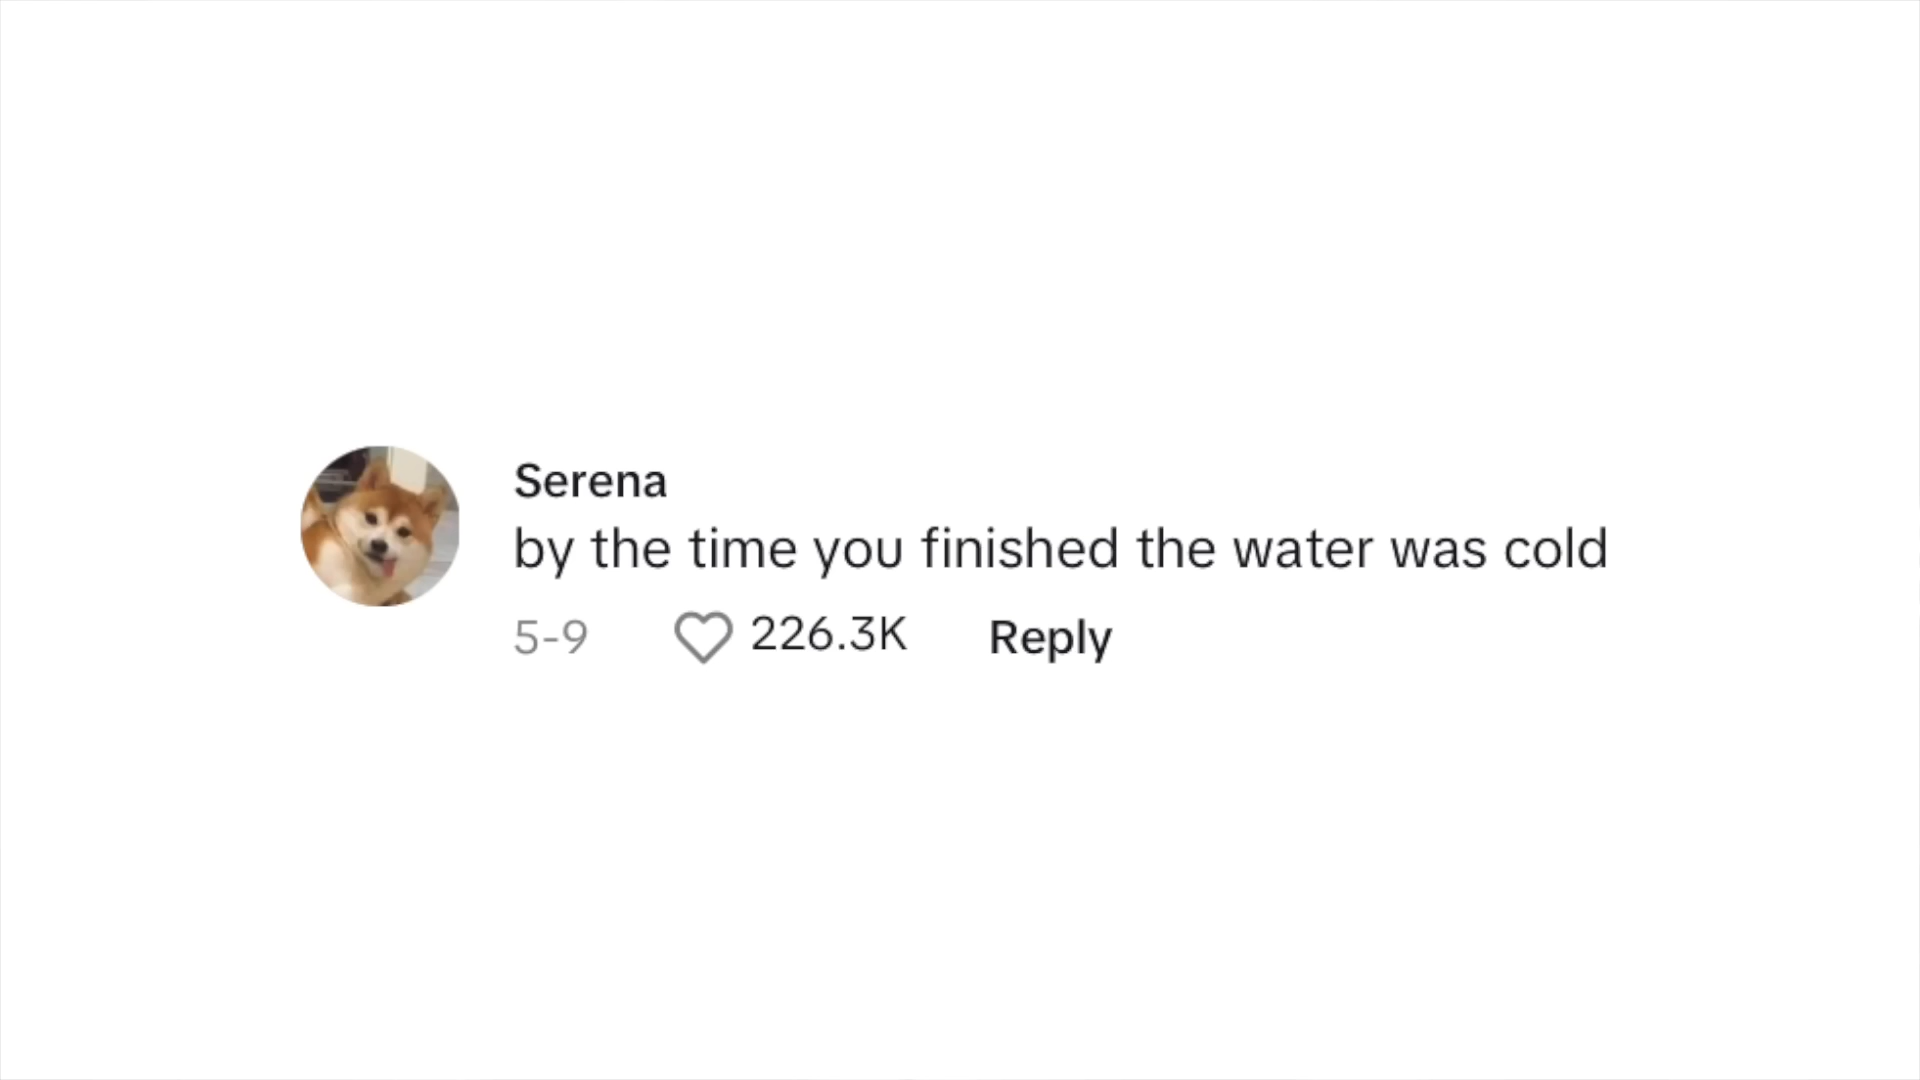 Serena
by the time you finished the water was cold
5-9 226.3K Reply